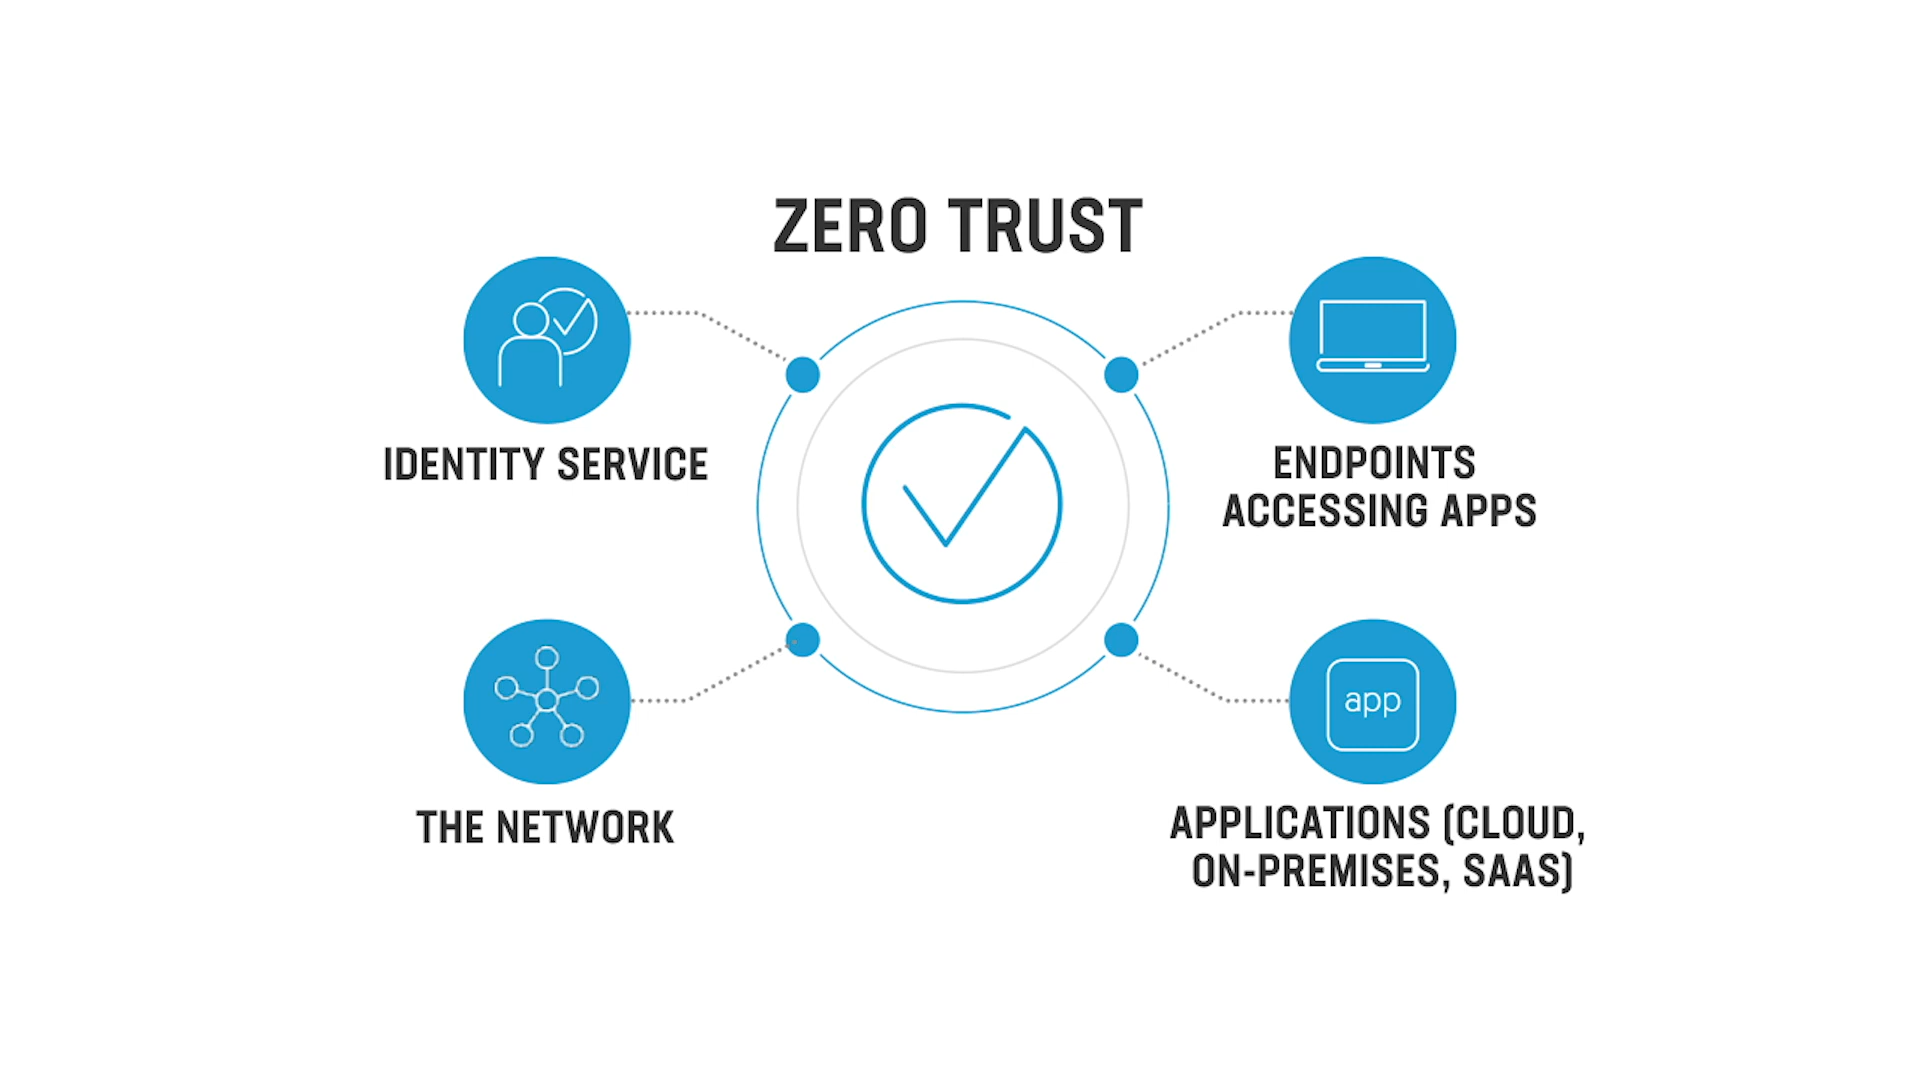 ZERO TRUST
IDENTITY SERVICE
ENDPOINTS
ACCESSING APPS
THE NETWORK
app
APPLICATIONS (CLOUD,
ON-PREMISES, SAAS)